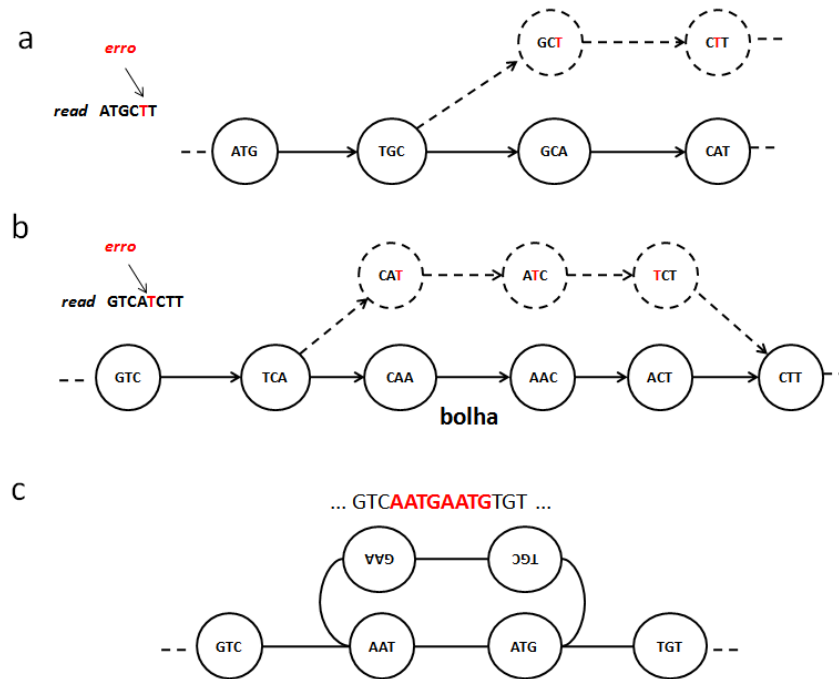 a
erro
read ATGCTT
GCT
CTT
ATG
TGC
GCA
CAT
b
erro
read GTCATCTT
CAT
ATC
TCT
GTC
TCA
CAA
AAC
ACT
CTT
bolha
c
... GTCAATGAATGTGT ...
GAA
TGC
GTC
AAT
ATG
TGT